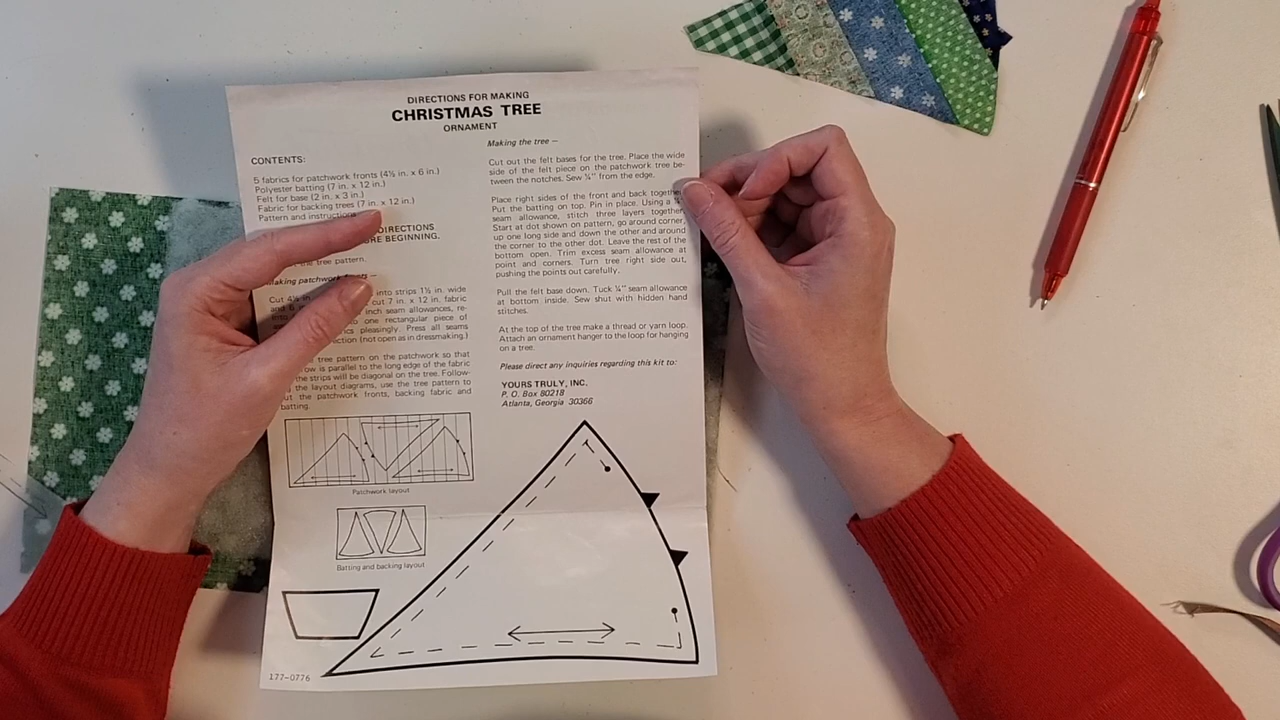 DIRECTIONS FOR MAKING
CHRISTMAS TREE
ORNAMENT
CONTENTS:
5 fabrics for patchwork fronts (4½ in. x 6 in.)
Polyester batting (7 in. x 12 in.)
Felt for base (2 in. x 3 in.)
Fabric for backing trees (7 in. x 12 in.)
Pattern and instructions
DIRECTIONS
BEGINNING.
the tree pattern.
Making patchwork
Cut into strips 1½ in. wide
and 6 cut 7 in. x 12 in. fabric
inch seam allowances,
one rectangular piece of
pleasingly. Press all seams
(not open as in dressmaking).
tree pattern on the patchwork so that
is parallel to the long edge of the fabric
the strips will be diagonal on the tree. Follow-
the layout diagrams, use the tree pattern to
the patchwork fronts, backing fabric and
batting.
Patchwork layout
Batting and backing layout
177-0776
Making the tree —
Cut out the felt bases for the tree. Place the wide
side of the felt piece on the patchwork tree be-
tween the notches. Sew ¼" from the edge.
Place right sides of the front and back together.
Put the batting on top. Pin in place. Using a
seam allowance, stitch three layers together.
Start at dot shown on pattern, go around corner,
up one long side and down the other and around
the corner to the other dot. Leave the rest of the
bottom open. Trim excess seam allowance at
point and corners. Turn tree right side out,
pushing the points out carefully.
Pull the felt base down. Tuck ¼" seam allowance
at bottom inside. Sew shut with hidden hand
stitches.
At the top of the tree make a thread or yarn loop.
Attach an ornament hanger to the loop for hanging
on a tree.
Please direct any inquiries regarding this kit to:
YOURS TRULY, INC.
P. O. Box 80218
Atlanta, Georgia 30366